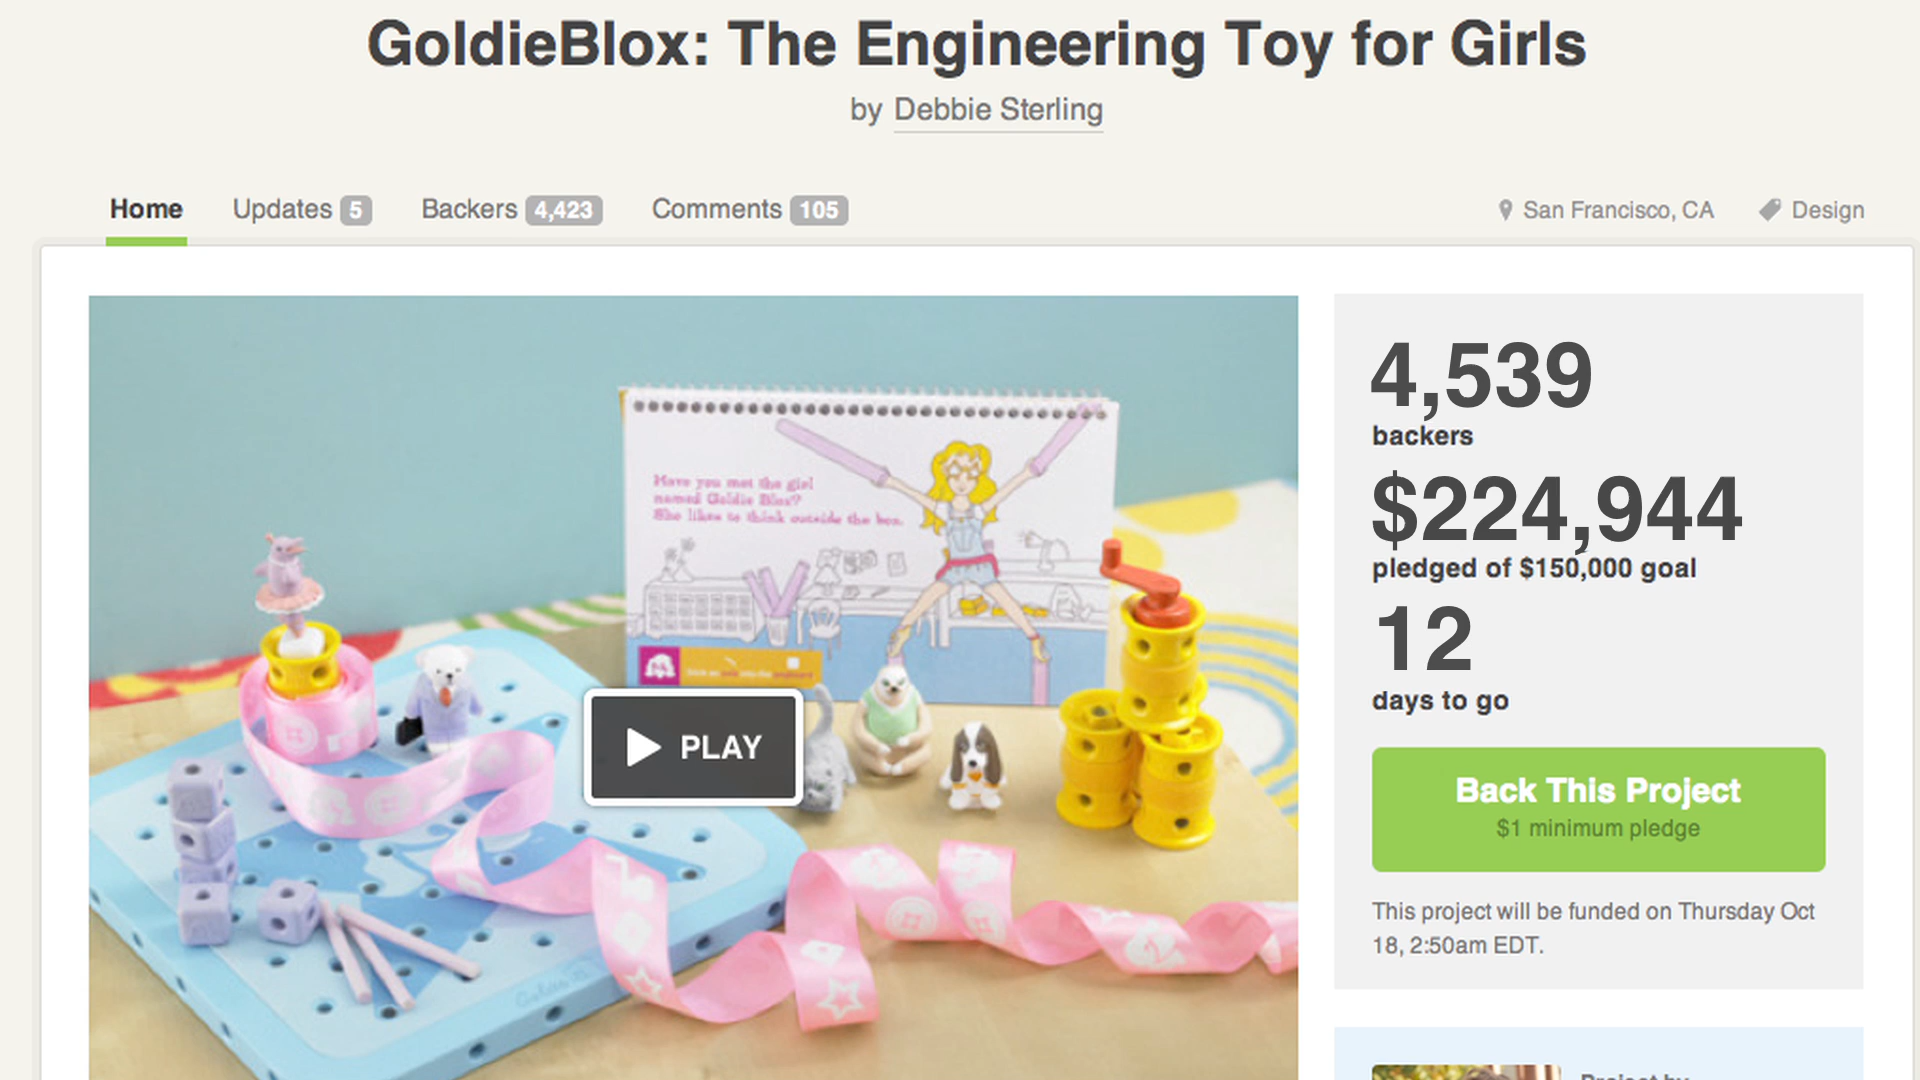 GoldieBlox: The Engineering Toy for Girls
by Debbie Sterling
Home Updates 5 Backers 4,423 Comments 105 San Francisco, CA Design
Have you met the girl
named Goldie Blox?
She likes to think outside the box.
PLAY
4,539
backers
$224,944
pledged of $150,000 goal
12
days to go
Back This Project
$1 minimum pledge
This project will be funded on Thursday Oct
18, 2:50am EDT.
Project by